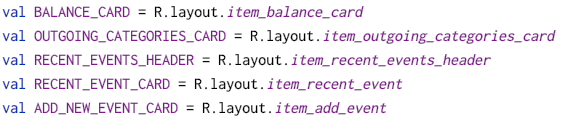 val BALANCE_CARD = R.layout.item_balance_card
val OUTGOING_CATEGORIES_CARD = R.layout.item_outgoing_categories_card
val RECENT_EVENTS_HEADER = R.layout.item_recent_events_header
val RECENT_EVENT_CARD = R.layout.item_recent_event
val ADD_NEW_EVENT_CARD = R.layout.item_add_event